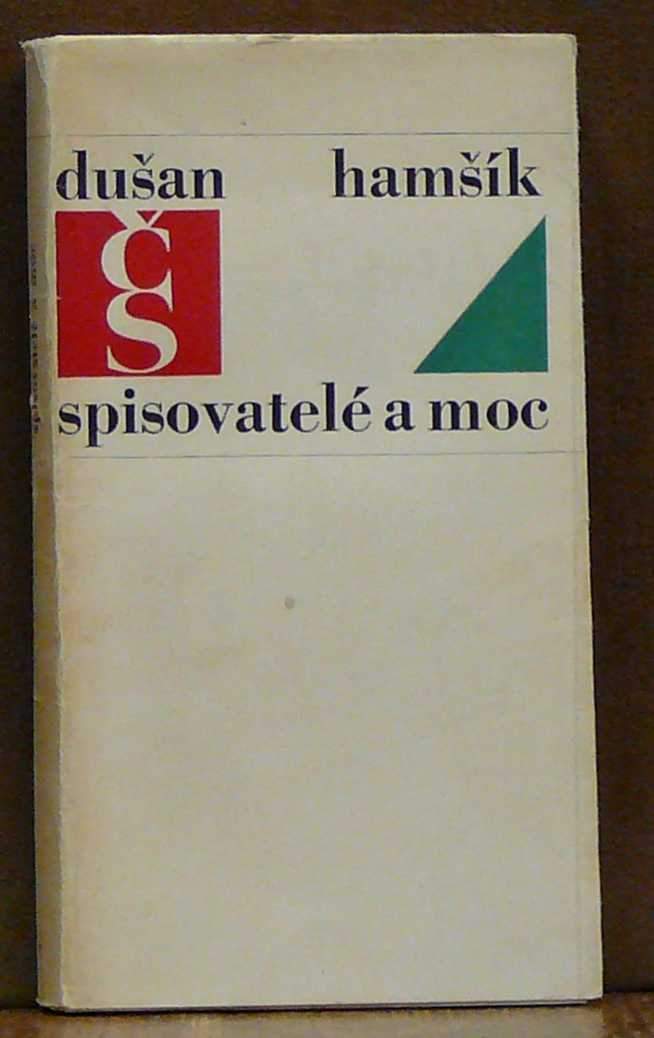 dušan hamšík
ČS
spisovatelé a moc
spisovatelé a moc